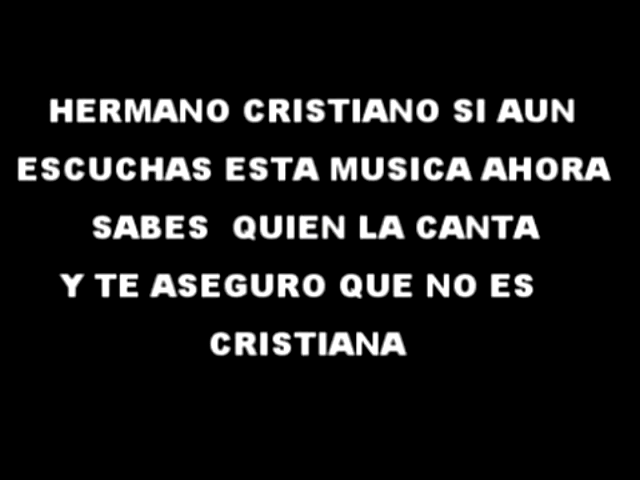 HERMANO CRISTIANO SI AUN
ESCUCHAS ESTA MUSICA AHORA
SABES QUIEN LA CANTA
Y TE ASEGURO QUE NO ES
CRISTIANA